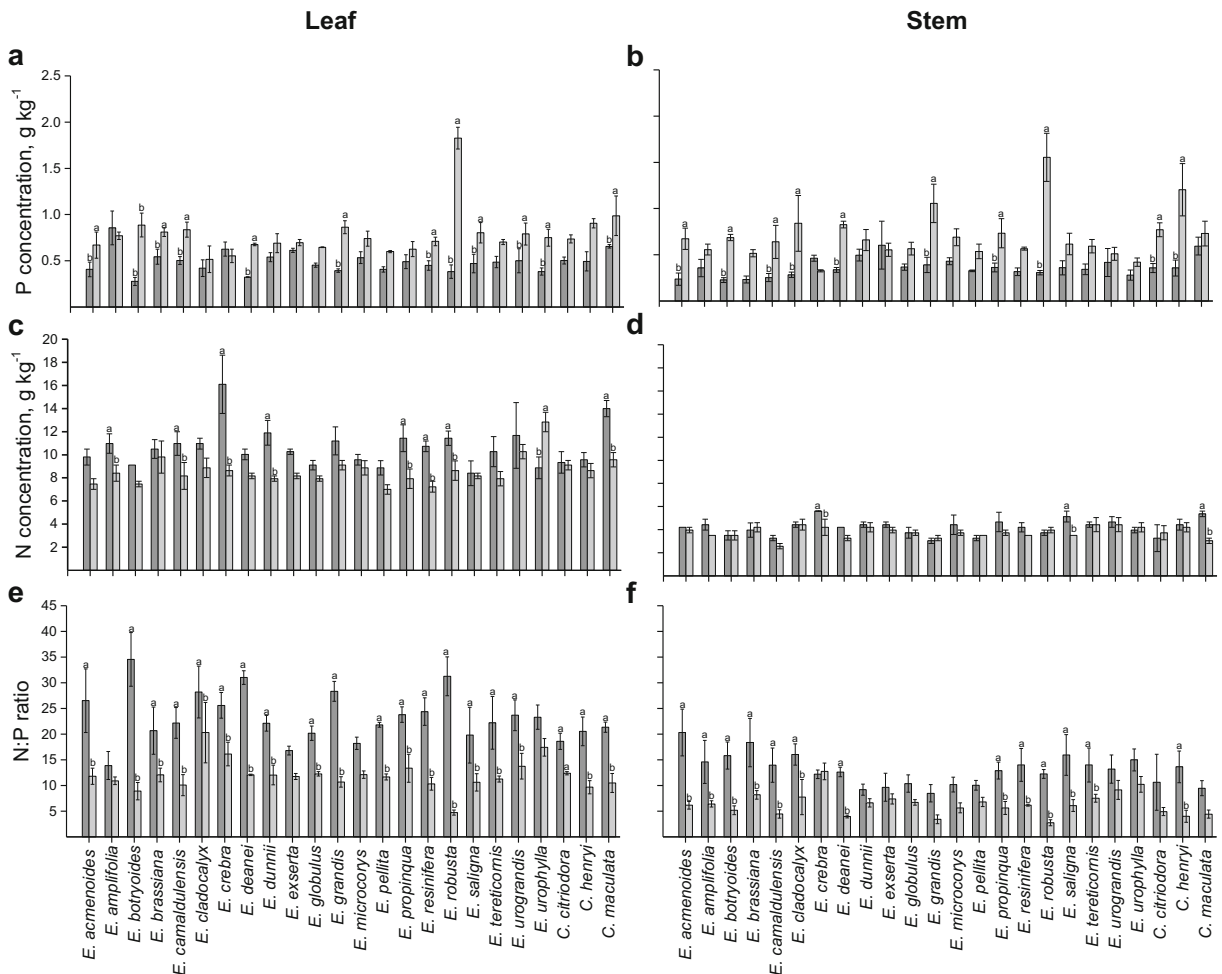 Leaf
Stem
a
P concentration, g kg⁻¹
2.5
2.0
1.5
1.0
0.5
b a b b b a b a b a b a b a b a b a b a b a b a
b
b a b a b a b a b a b a b a b a b a b a
c
N concentration, g kg⁻¹
20
18
16
14
12
10
8
6
4
2
a b a b a b a b a b a b a b b a a b
d
a b a b a b
e
N:P ratio
45
40
35
30
25
20
15
10
5
a b a b a b a b a b a b a b a b a b a b a b a b a b a b a b a b a b a b a b a b
f
a b a b a b a b a b a b a b a b a b a b a b a b a b
E. acmenoides
E. amplifolia
E. botryoides
E. brassiana
E. camaldulensis
E. cladocalyx
E. crebra
E. deanei
E. dunnii
E. exserta
E. globulus
E. grandis
E. microcorys
E. pellita
E. propinqua
E. resinifera
E. robusta
E. saligna
E. tereticornis
E. urograndis
E. urophylla
C. citriodora
C. henryi
C. maculata
E. acmenoides
E. amplifolia
E. botryoides
E. brassiana
E. camaldulensis
E. cladocalyx
E. crebra
E. deanei
E. dunnii
E. exserta
E. globulus
E. grandis
E. microcorys
E. pellita
E. propinqua
E. resinifera
E. robusta
E. saligna
E. tereticornis
E. urograndis
E. urophylla
C. citriodora
C. henryi
C. maculata